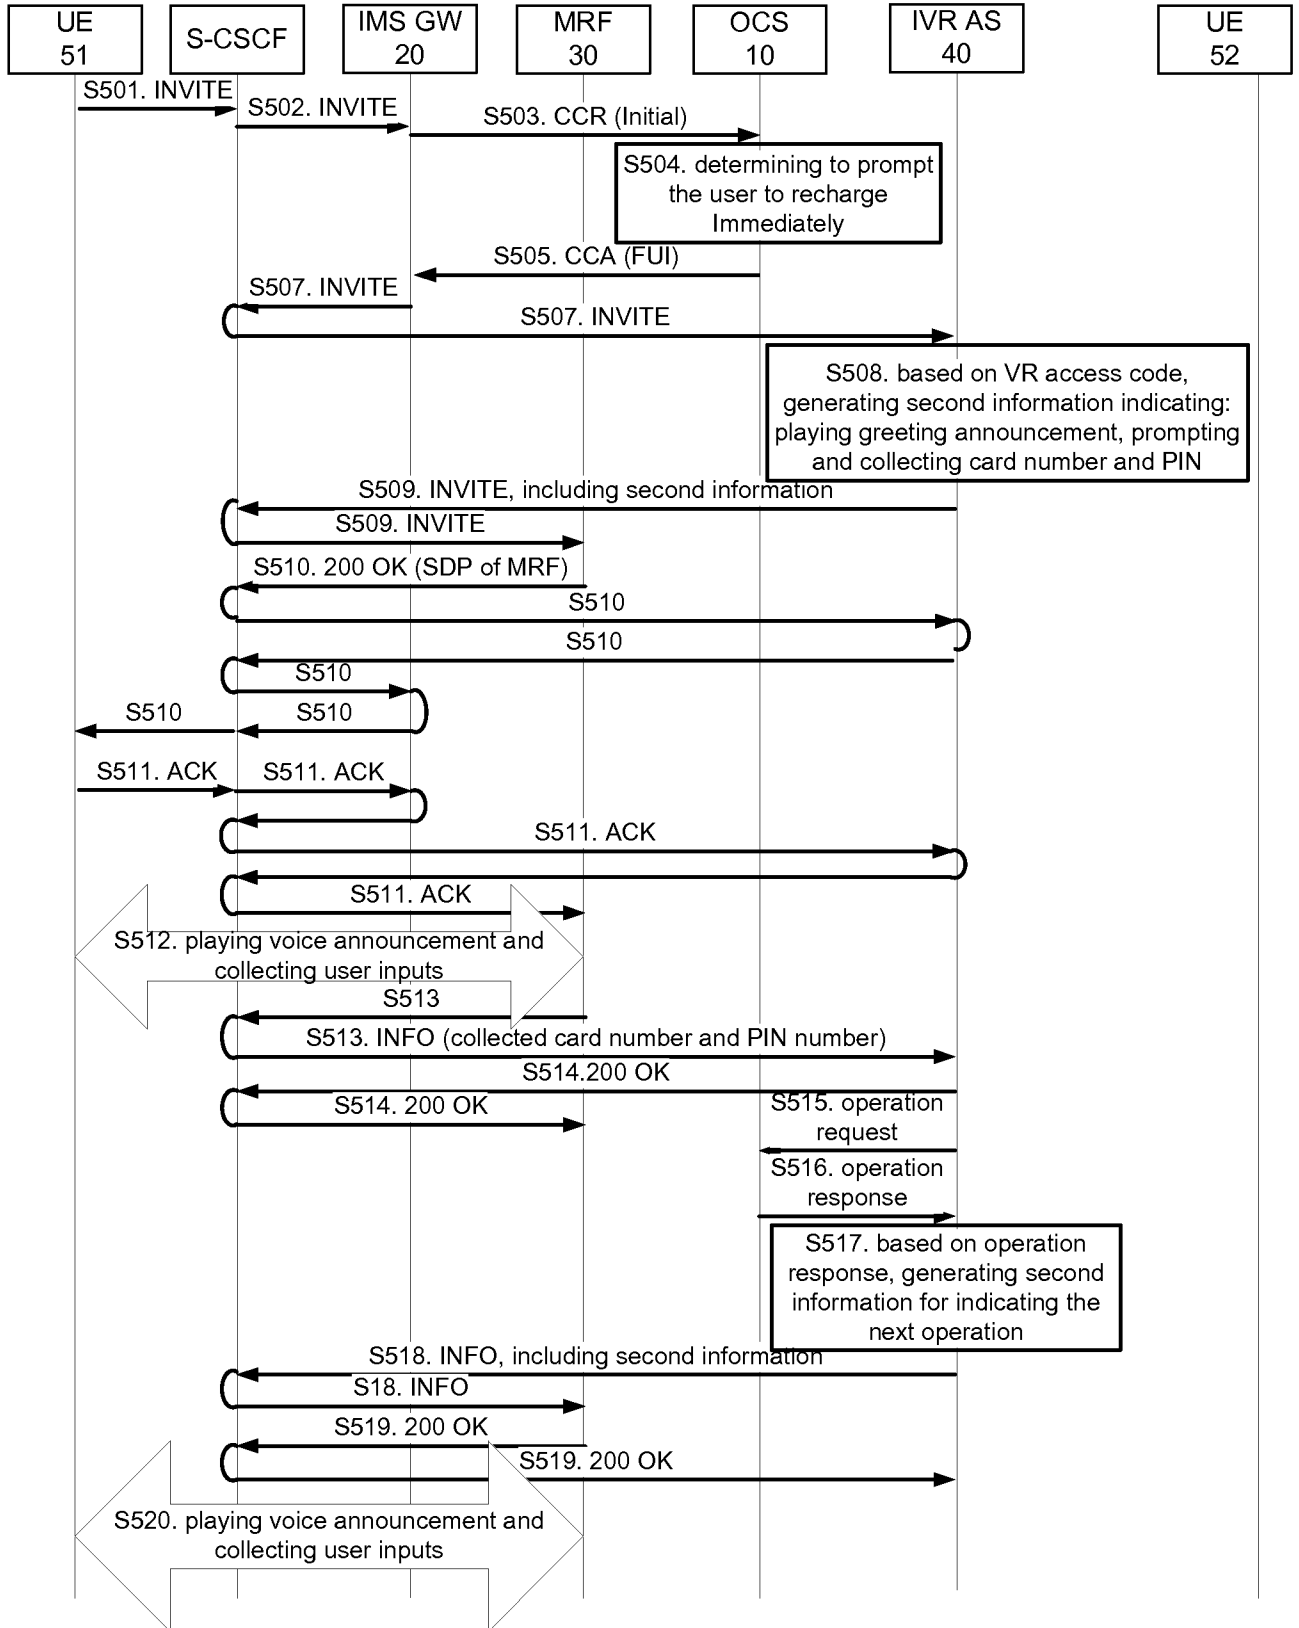 UE
51
S-CSCF
IMS GW
20
MRF
30
OCS
10
IVR AS
40
UE
52
S501. INVITE
S502. INVITE
S503. CCR (Initial)
S504. determining to prompt
the user to recharge
Immediately
S505. CCA (FUI)
S507. INVITE
S507. INVITE
S508. based on VR access code,
generating second information indicating:
playing greeting announcement, prompting
and collecting card number and PIN
S509. INVITE, including second information
S509. INVITE
S510. 200 OK (SDP of MRF)
S510
S510
S510
S510
S510
S511. ACK
S511. ACK
S511. ACK
S511. ACK
S512. playing voice announcement and
collecting user inputs
S513
S513. INFO (collected card number and PIN number)
S514.200 OK
S514. 200 OK
S515. operation
request
S516. operation
response
S517. based on operation
response, generating second
information for indicating the
next operation
S518. INFO, including second information
S18. INFO
S519. 200 OK
S519. 200 OK
S520. playing voice announcement and
collecting user inputs